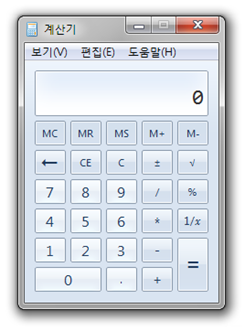 계산기
보기(V) 편집(E) 도움말(H)
0
MC MR MS M+ M-
← CE C ± √
7 8 9 / %
4 5 6 * 1/x
1 2 3 - =
0 . +